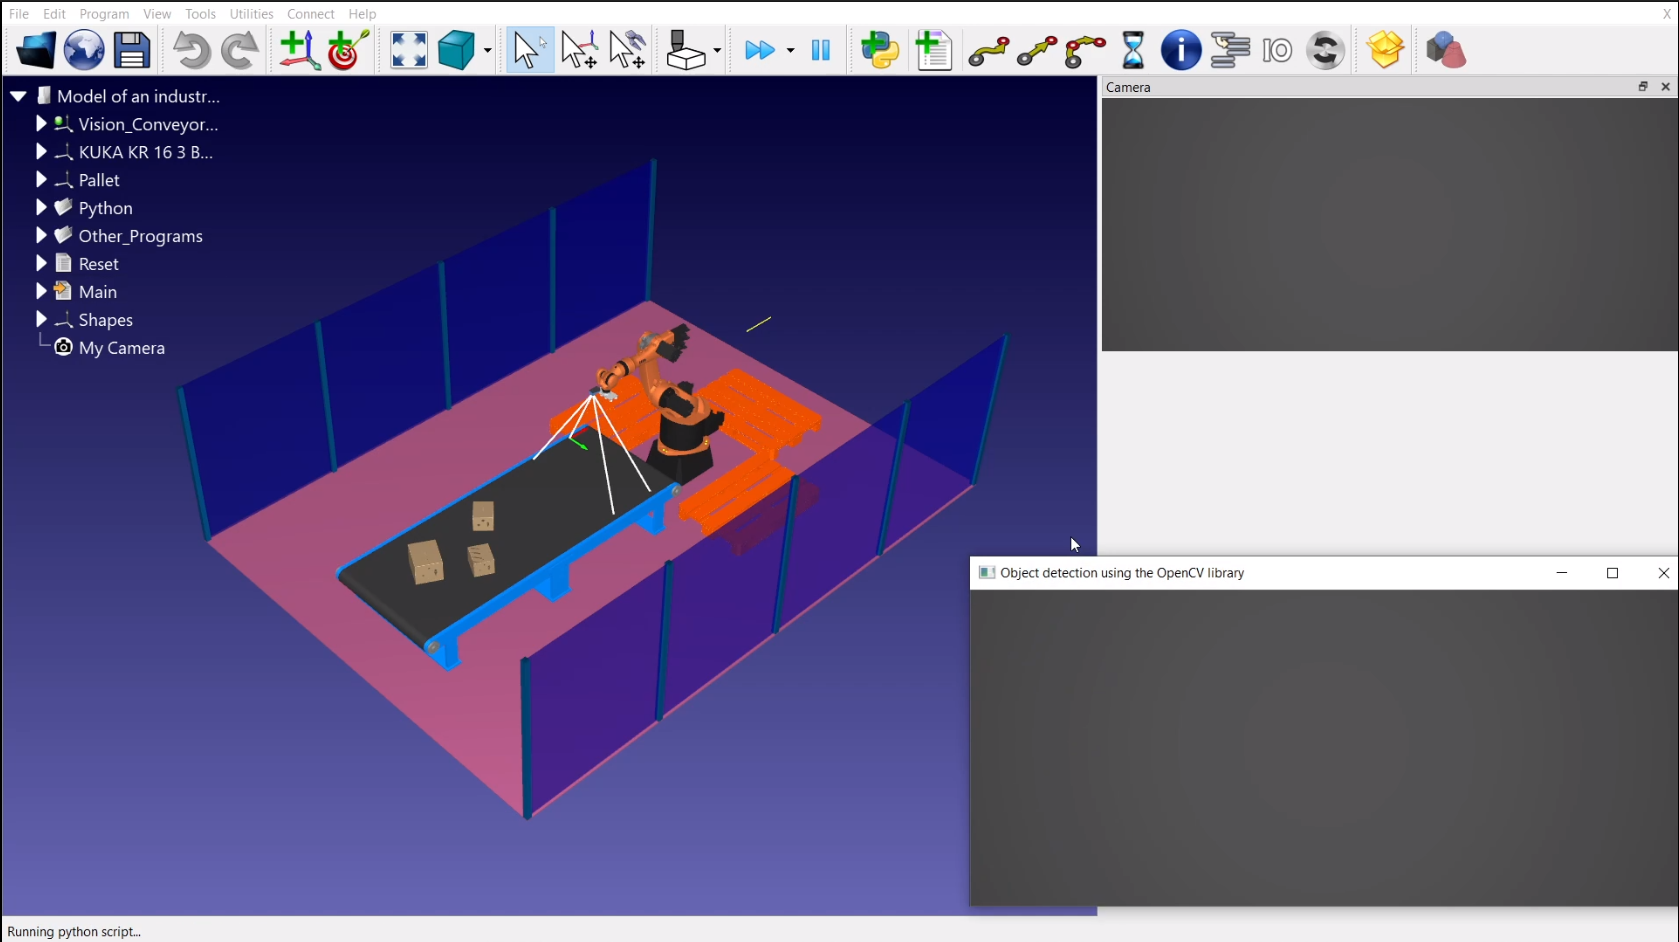 File Edit Program View Tools Utilities Connect Help X
IO
Model of an industr...
Vision_Conveyor...
KUKA KR 16 3 B...
Pallet
Python
Other_Programs
Reset
Main
Shapes
My Camera
Camera
Object detection using the OpenCV library
Running python script...